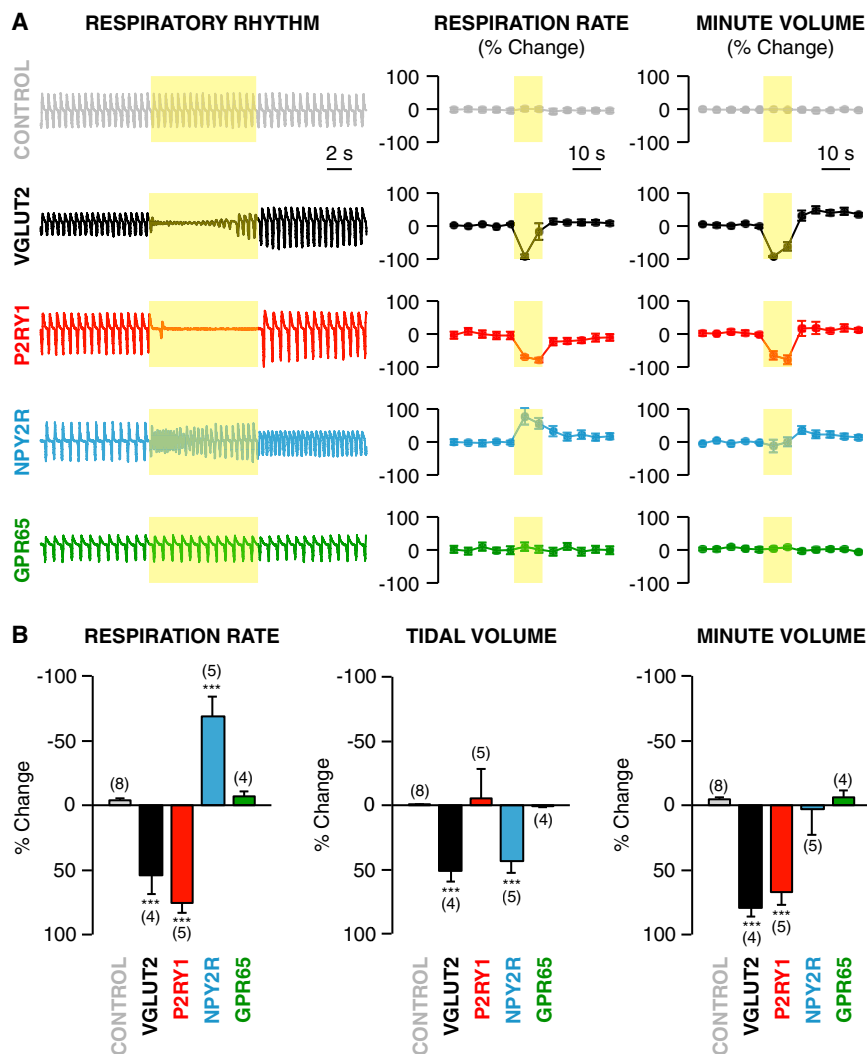 A RESPIRATORY RHYTHM RESPIRATION RATE MINUTE VOLUME
(% Change) (% Change)
CONTROL
100 100
0 0
-100 -100
2 s 10 s 10 s
VGLUT2
100 100
0 0
-100 -100
P2RY1
100 100
0 0
-100 -100
NPY2R
100 100
0 0
-100 -100
GPR65
100 100
0 0
-100 -100
B RESPIRATION RATE TIDAL VOLUME MINUTE VOLUME
% Change
-100
-50
0
50
100
(8)
*** (4)
*** (5)
(5) ***
(4)
CONTROL
VGLUT2
P2RY1
NPY2R
GPR65
% Change
-100
-50
0
50
100
(8)
*** (4)
(5)
*** (5)
(4)
CONTROL
VGLUT2
P2RY1
NPY2R
GPR65
% Change
-100
-50
0
50
100
(8)
*** (4)
*** (5)
(5)
(4)
CONTROL
VGLUT2
P2RY1
NPY2R
GPR65